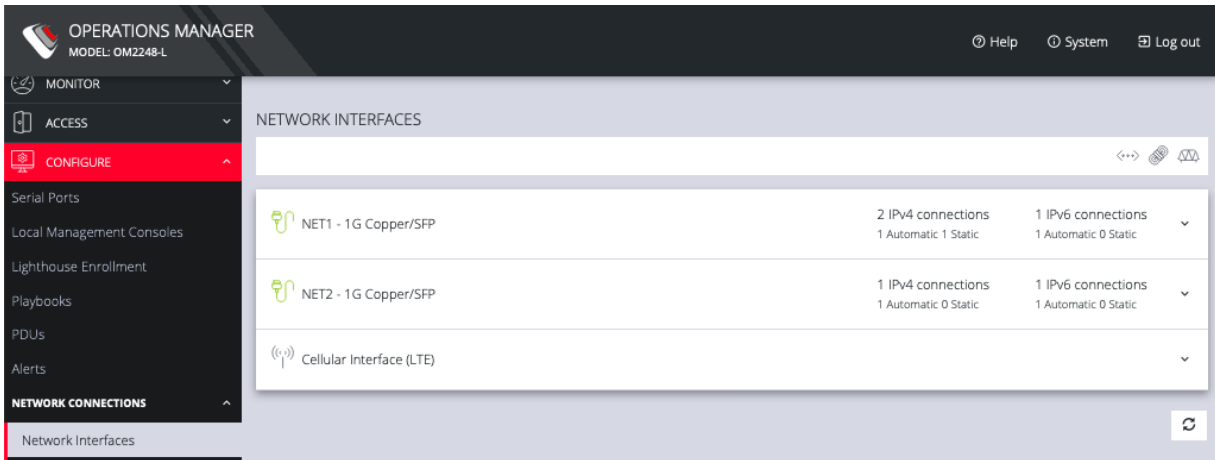 OPERATIONS MANAGER
MODEL: OM2248-L
Help
System
Log out
MONITOR
ACCESS
CONFIGURE
Serial Ports
Local Management Consoles
Lighthouse Enrollment
Playbooks
PDUs
Alerts
NETWORK CONNECTIONS
Network Interfaces
NETWORK INTERFACES
NET1 - 1G Copper/SFP
2 IPv4 connections
1 Automatic 1 Static
1 IPv6 connections
1 Automatic 0 Static
NET2 - 1G Copper/SFP
1 IPv4 connections
1 Automatic 0 Static
1 IPv6 connections
1 Automatic 0 Static
Cellular Interface (LTE)